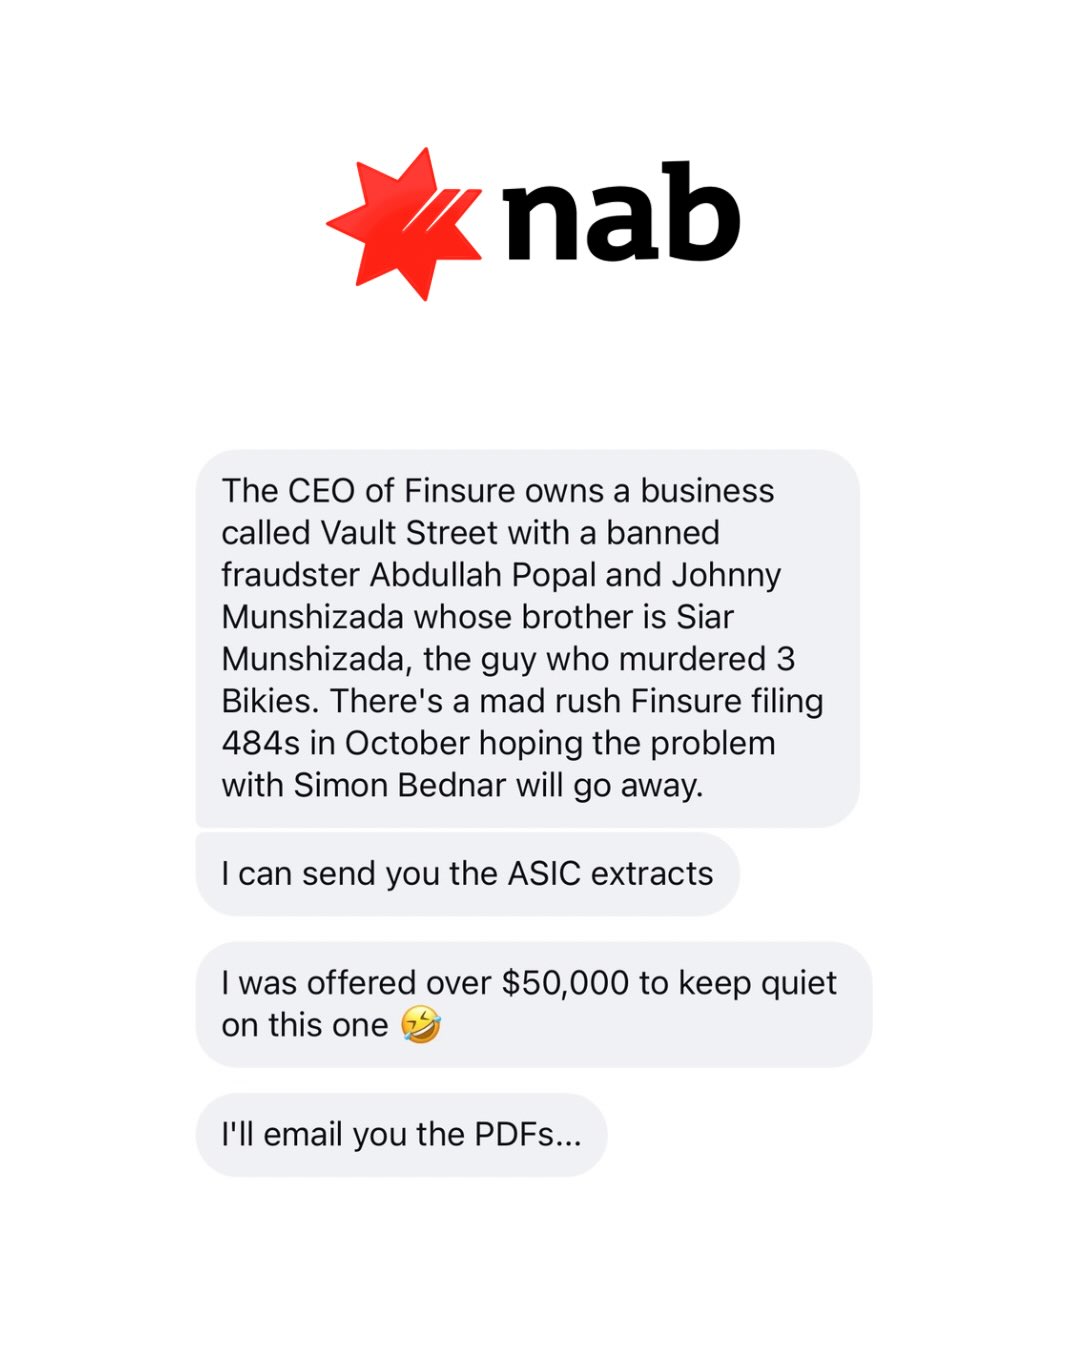 nab
The CEO of Finsure owns a business
called Vault Street with a banned
fraudster Abdullah Popal and Johnny
Munshizada whose brother is Siar
Munshizada, the guy who murdered 3
Bikies. There's a mad rush Finsure filing
484s in October hoping the problem
with Simon Bednar will go away.
I can send you the ASIC extracts
I was offered over $50,000 to keep quiet
on this one 🤣
I'll email you the PDFs...